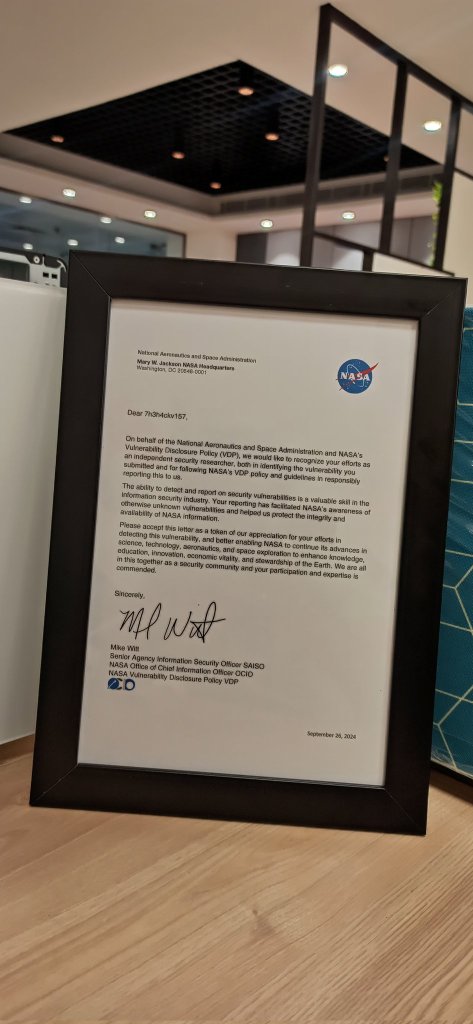 National Aeronautics and Space Administration
Mary W. Jackson NASA Headquarters
Washington, DC 20546-0001
NASA
Dear 7h3h4ckv157,
On behalf of the National Aeronautics and Space Administration and NASA's
Vulnerability Disclosure Policy (VDP), we would like to recognize your efforts as
an independent security researcher, both in identifying the vulnerability you
submitted and for following NASA's VDP policy and guidelines in responsibly
reporting this to us.
The ability to detect and report on security vulnerabilities is a valuable skill in the
information security industry. Your reporting has facilitated NASA's awareness of
otherwise unknown vulnerabilities and helped us protect the integrity and
availability of NASA information.
Please accept this letter as a token of our appreciation for your efforts in
detecting this vulnerability, and better enabling NASA to continue its advances in
science, technology, aeronautics, and space exploration to enhance knowledge,
education, innovation, economic vitality, and stewardship of the Earth. We are all
in this together as a security community and your participation and expertise is
commended.
Sincerely,
Mike Witt
Mike Witt
Senior Agency Information Security Officer SAISO
NASA Office of Chief Information Officer OCIO
NASA Vulnerability Disclosure Policy VDP
OCIO
September 26, 2024